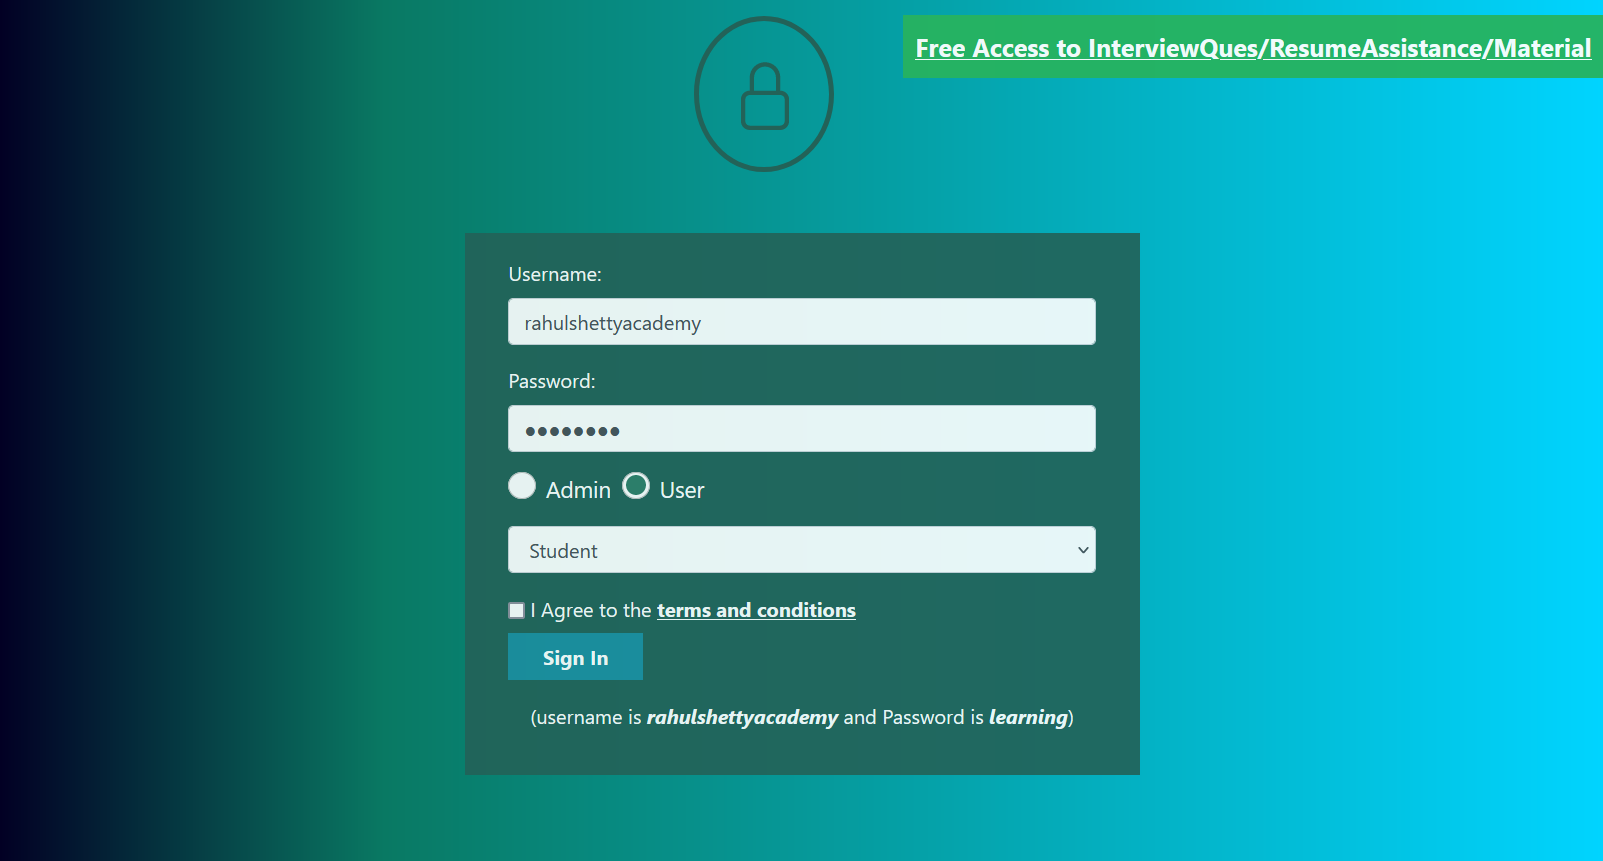 Free Access to InterviewQues/ResumeAssistance/Material
Username:
rahulshettyacademy
Password:
••••••••
Admin User
Student
I Agree to the terms and conditions
Sign In
(username is rahulshettyacademy and Password is learning)